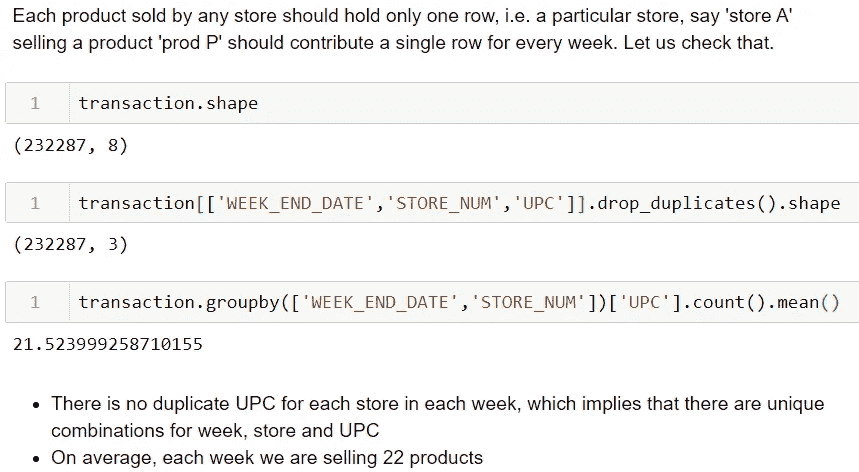 Each product sold by any store should hold only one row, i.e. a particular store, say 'store A'
selling a product 'prod P' should contribute a single row for every week. Let us check that.
1 transaction.shape
(232287, 8)
1 transaction[['WEEK_END_DATE','STORE_NUM','UPC']].drop_duplicates().shape
(232287, 3)
1 transaction.groupby(['WEEK_END_DATE','STORE_NUM'])['UPC'].count().mean()
21.523999258710155
• There is no duplicate UPC for each store in each week, which implies that there are unique
combinations for week, store and UPC
• On average, each week we are selling 22 products